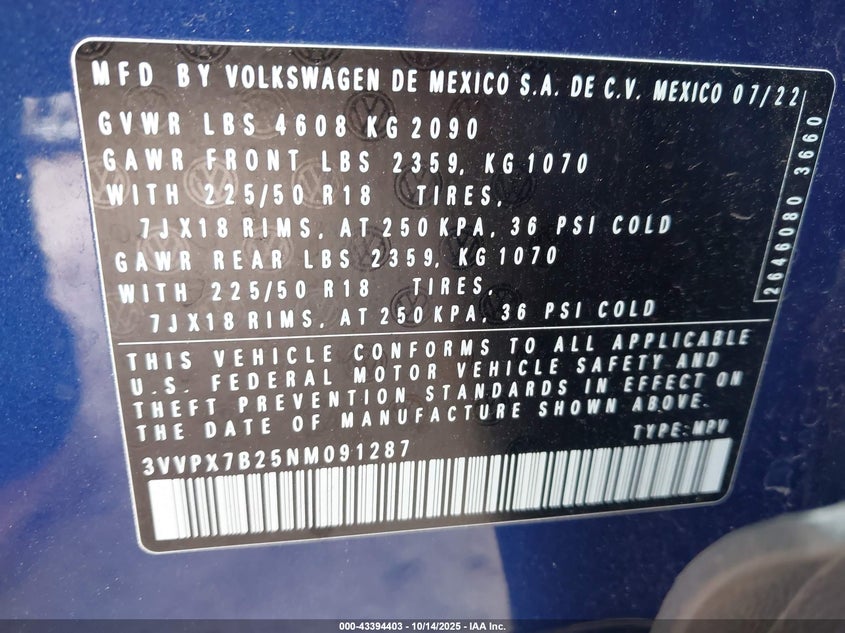 MFD BY VOLKSWAGEN DE MEXICO S.A. DE C.V. MEXICO 07/22
GVWR LBS 4608 KG 2090
GAWR FRONT LBS 2359, KG 1070
WITH 225/50 R18 TIRES,
7JX18 RIMS, AT 250 KPA, 36 PSI COLD
GAWR REAR LBS 2359, KG 1070
WITH 225/50 R18 TIRES,
7JX18 RIMS, AT 250 KPA, 36 PSI COLD
2646080 3660
THIS VEHICLE CONFORMS TO ALL APPLICABLE
U.S. FEDERAL MOTOR VEHICLE SAFETY AND
THEFT PREVENTION STANDARDS IN EFFECT ON
THE DATE OF MANUFACTURE SHOWN ABOVE.
TYPE: MPV
3VVPX7B25NM091287
000-43394403 - 10/14/2025 - IAA Inc.